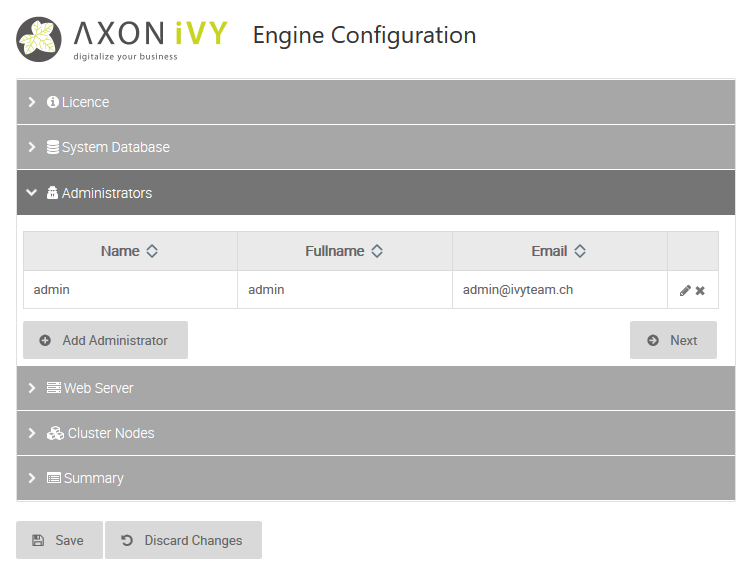 AXON iVY Engine Configuration
digitalize your business
Licence
System Database
Administrators
Name Fullname Email
admin admin admin@ivyteam.ch
Add Administrator Next
Web Server
Cluster Nodes
Summary
Save Discard Changes